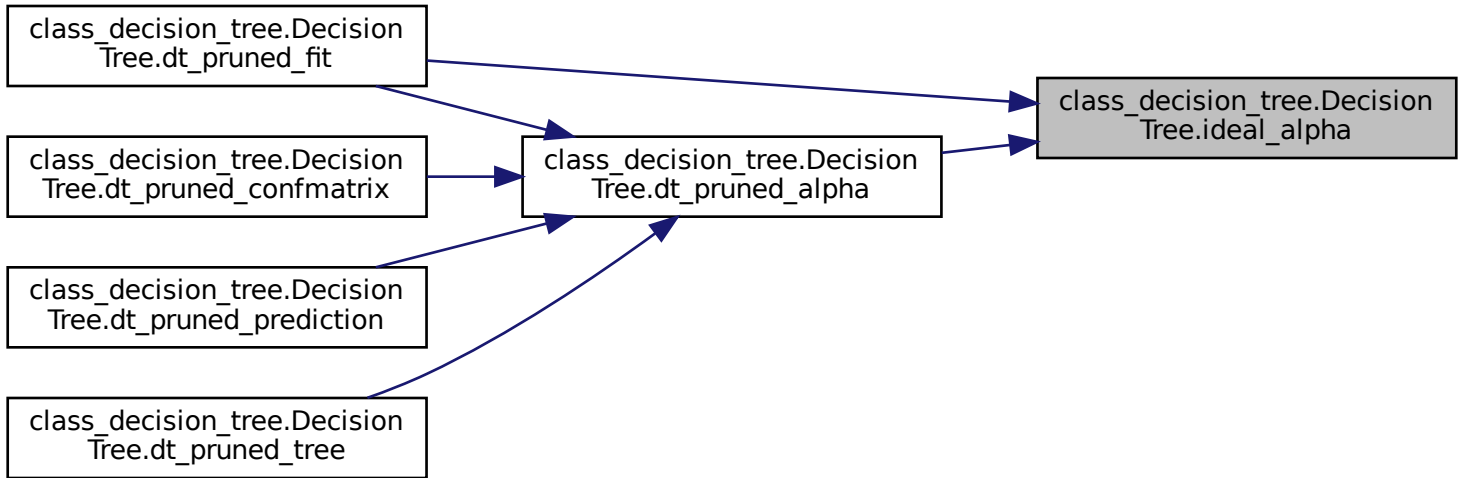 class_decision_tree.Decision
Tree.dt_pruned_fit
class_decision_tree.Decision
Tree.ideal_alpha
class_decision_tree.Decision
Tree.dt_pruned_confmatrix
class_decision_tree.Decision
Tree.dt_pruned_alpha
class_decision_tree.Decision
Tree.dt_pruned_prediction
class_decision_tree.Decision
Tree.dt_pruned_tree